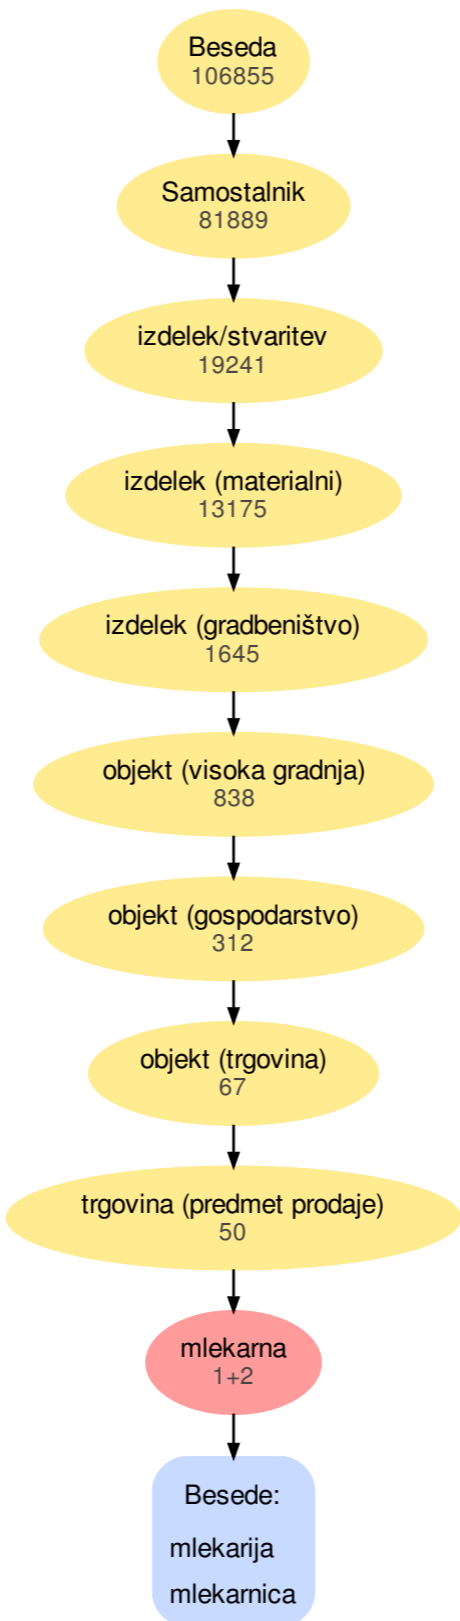 Beseda
106855
Samostalnik
81889
izdelek/stvaritev
19241
izdelek (materialni)
13175
izdelek (gradbeništvo)
1645
objekt (visoka gradnja)
838
objekt (gospodarstvo)
312
objekt (trgovina)
67
trgovina (predmet prodaje)
50
mlekarna
1+2
Besede:
mlekarija
mlekarnica